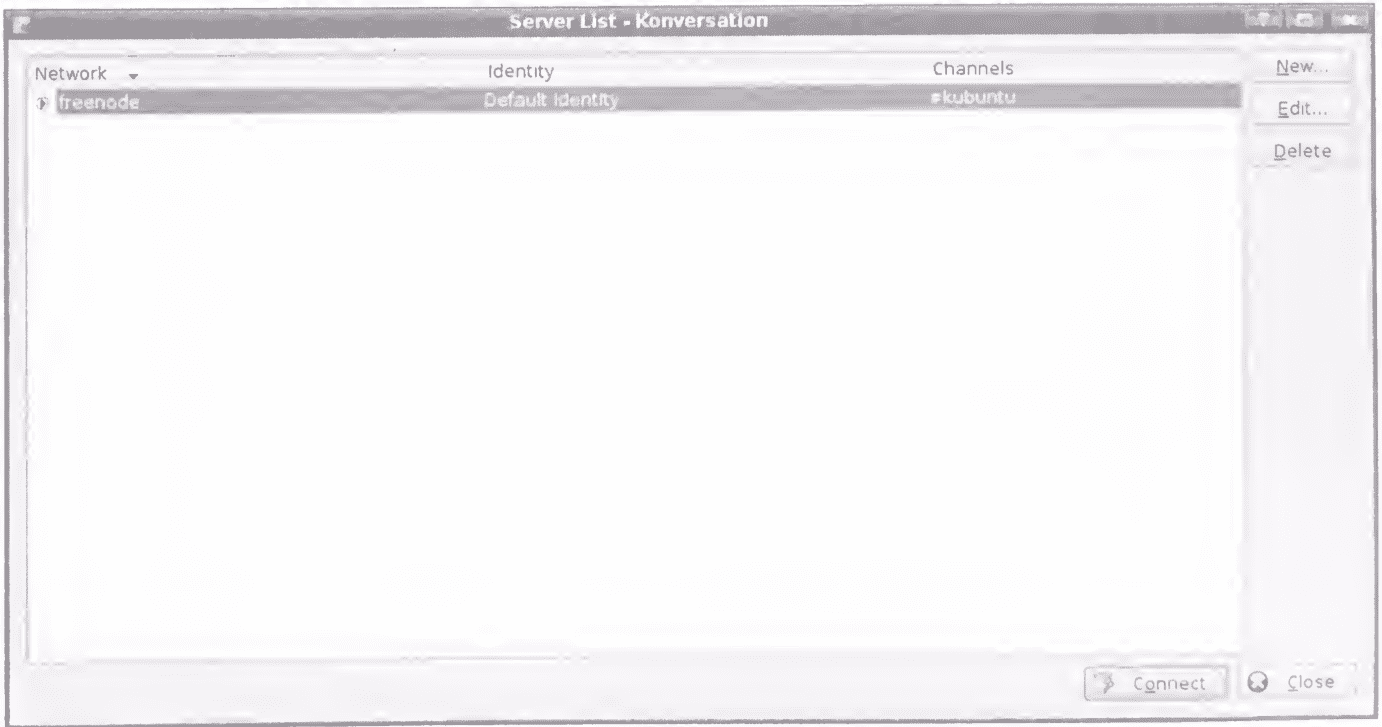 Server List - Konversation
Network Identity Channels
freenode Default Identity #kubuntu
New...
Edit...
Delete
Connect Close